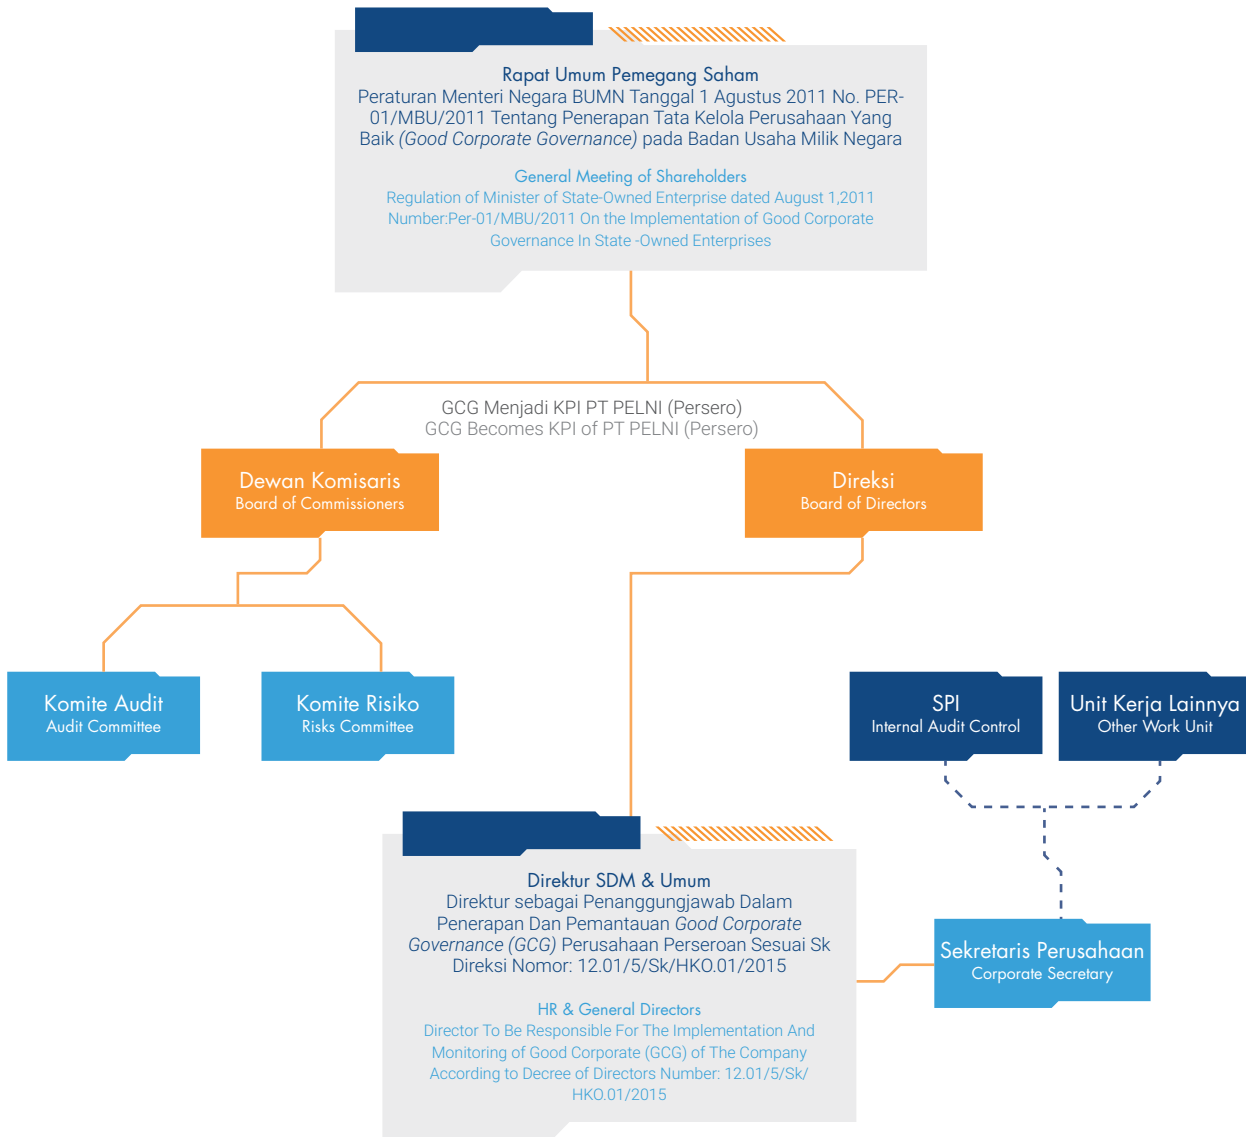 Rapat Umum Pemegang Saham
Peraturan Menteri Negara BUMN Tanggal 1 Agustus 2011 No. PER-
01/MBU/2011 Tentang Penerapan Tata Kelola Perusahaan Yang
Baik (Good Corporate Governance) pada Badan Usaha Milik Negara
General Meeting of Shareholders
Regulation of Minister of State-Owned Enterprise dated August 1,2011
Number:Per-01/MBU/2011 On the Implementation of Good Corporate
Governance In State -Owned Enterprises
GCG Menjadi KPI PT PELNI (Persero)
GCG Becomes KPI of PT PELNI (Persero)
Dewan Komisaris
Board of Commissioners
Direksi
Board of Directors
Komite Audit
Audit Committee
Komite Risiko
Risks Committee
SPI
Internal Audit Control
Unit Kerja Lainnya
Other Work Unit
Direktur SDM & Umum
Direktur sebagai Penanggungjawab Dalam
Penerapan Dan Pemantauan Good Corporate
Governance (GCG) Perusahaan Perseroan Sesuai Sk
Direksi Nomor: 12.01/5/Sk/HKO.01/2015
HR & General Directors
Director To Be Responsible For The Implementation And
Monitoring of Good Corporate (GCG) of The Company
According to Decree of Directors Number: 12.01/5/Sk/
HKO.01/2015
Sekretaris Perusahaan
Corporate Secretary